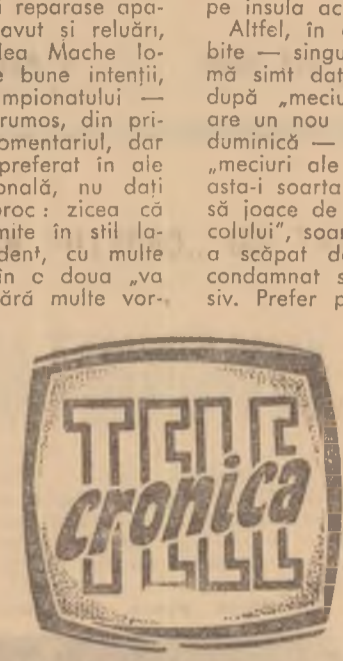 reparase apa-
avut și reluări,
lea Mache lo-
bune intenții,
mpionatului —
rumos, din pri-
omentariul, dar
preferat în ale
onală, nu dați
roc : zicea că
mite în stil la-
dent, cu multe
în c doua „va
ără multe vor-
pe insula ac
Altfel, în
bite — singu
mă simt dat
după „meciu
are un nou
duminică —
„meciuri ale
asta-i soarta
să joace de
colului", soar
a scăpat de
condamnat s
siv. Prefer p
TELE
cronica